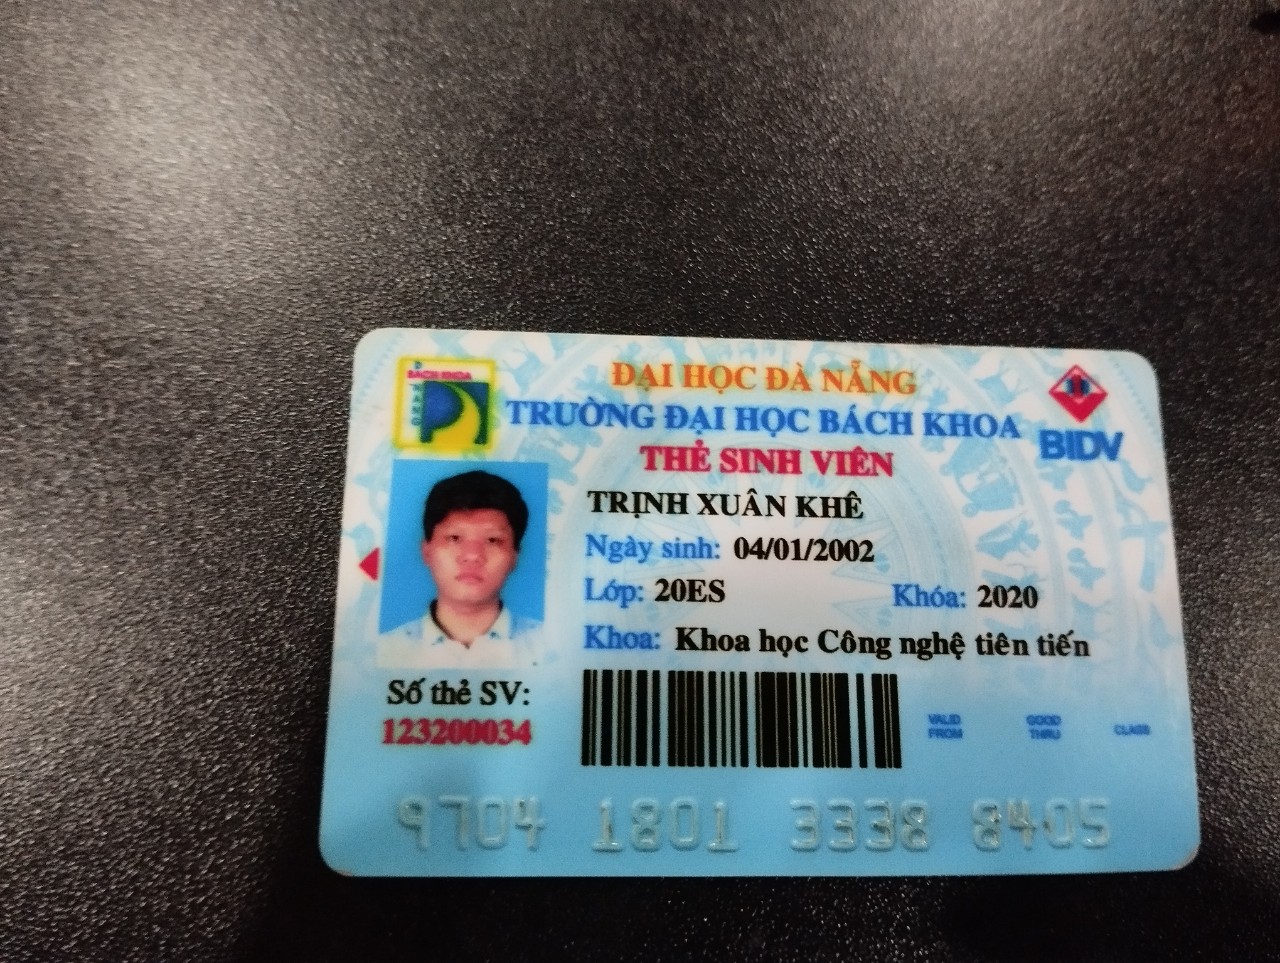 BÁCH KHOA
ĐẠI HỌC ĐÀ NẴNG
TRƯỜNG ĐẠI HỌC BÁCH KHOA
BIDV
THẺ SINH VIÊN
TRỊNH XUÂN KHÊ
Ngày sinh: 04/01/2002
Lớp: 20ES Khóa: 2020
Khoa: Khoa học Công nghệ tiên tiến
Số thẻ SV:
123200034
VALID FROM
GOOD THRU
CLASS
9704 1801 3338 8405